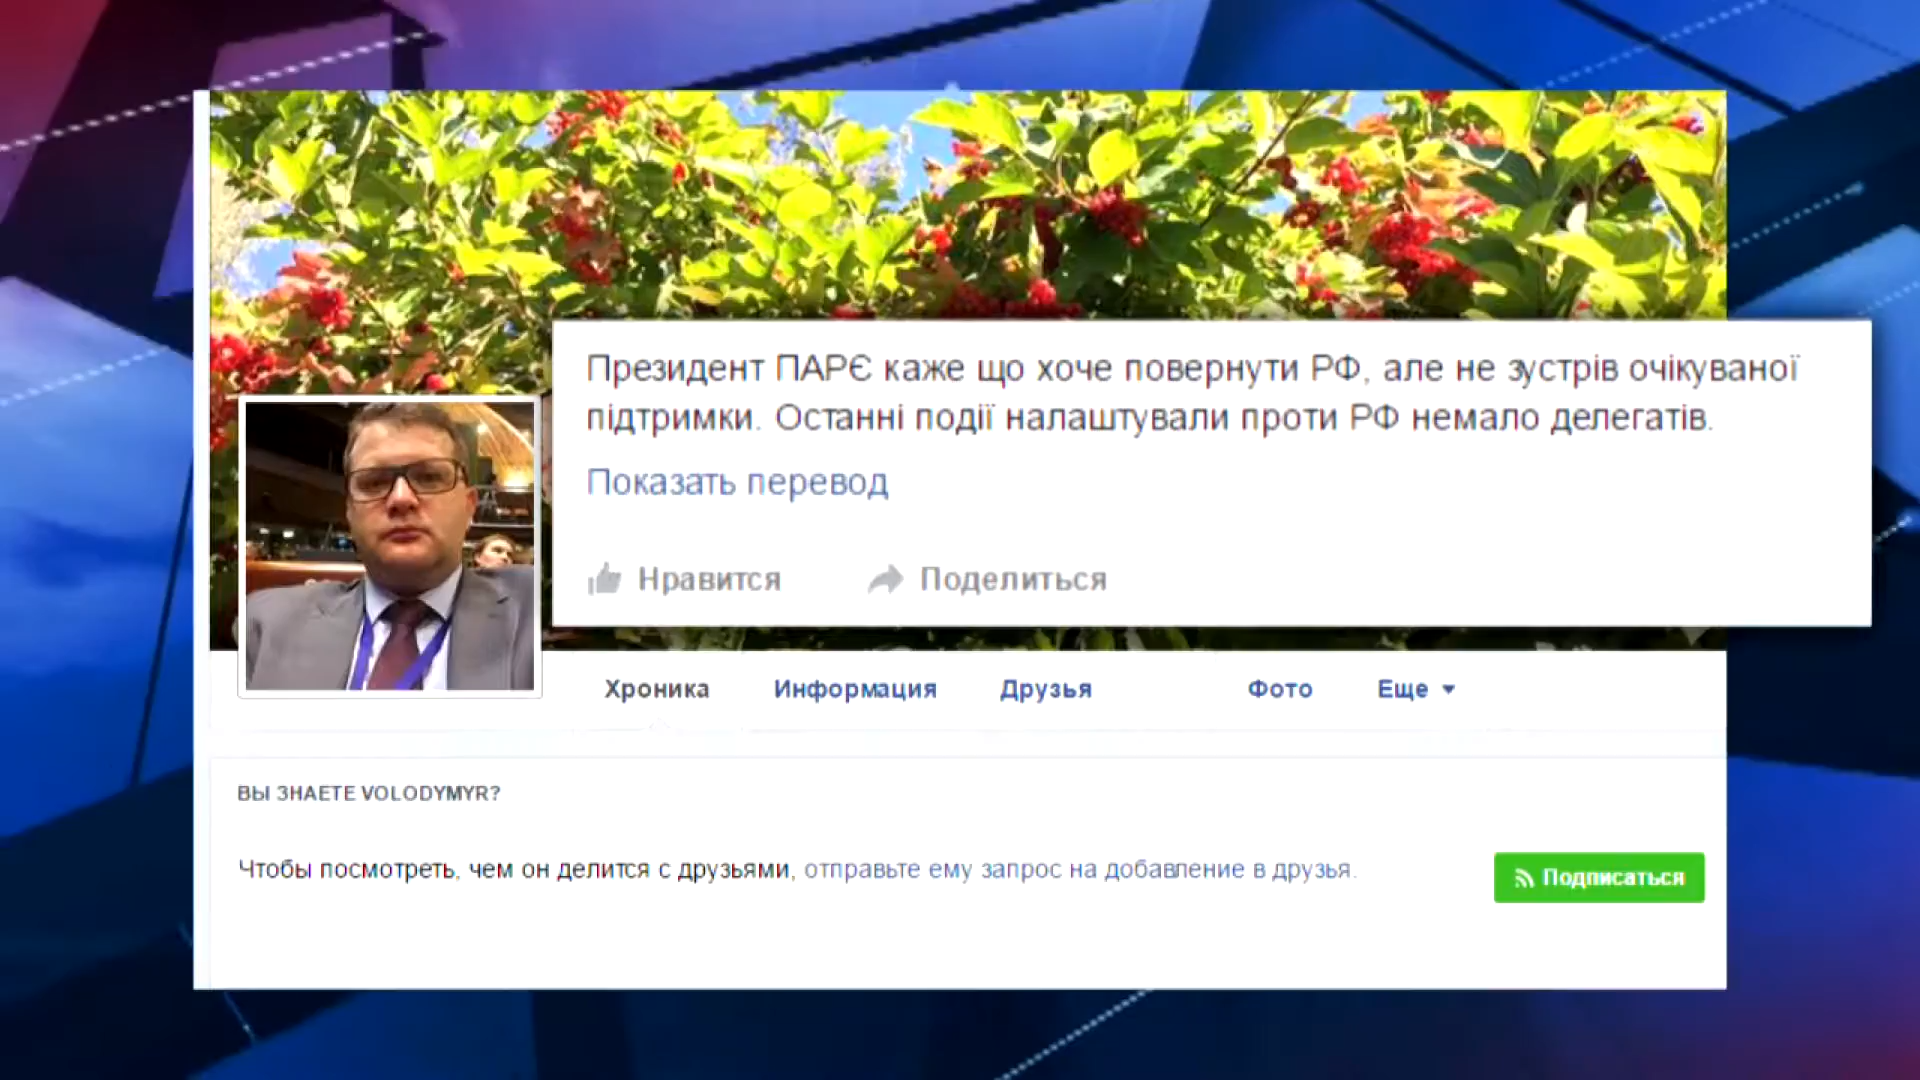 Президент ПАРЄ каже що хоче повернути РФ, але не зустрів очікуваної
підтримки. Останні події налаштували проти РФ немало делегатів.
Показать перевод
Нравится Поделиться
Хроника Информация Друзья Фото Еще
ВЫ ЗНАЕТЕ VOLODYMYR?
Чтобы посмотреть, чем он делится с друзьями, отправьте ему запрос на добавление в друзья.
Подписаться